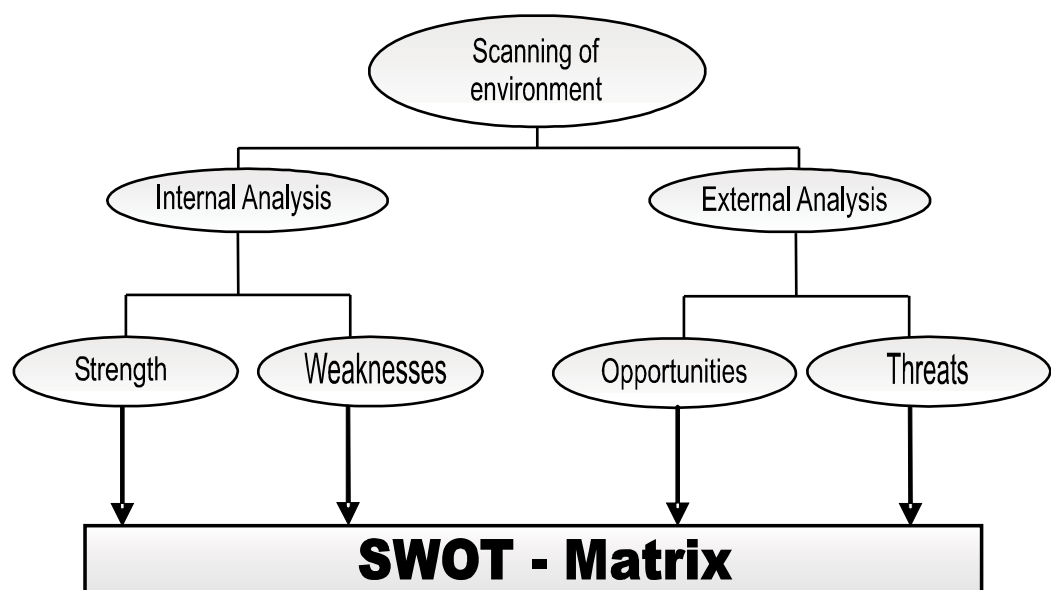 Scanning of
environment
Internal Analysis
External Analysis
Strength
Weaknesses
Opportunities
Threats
SWOT - Matrix